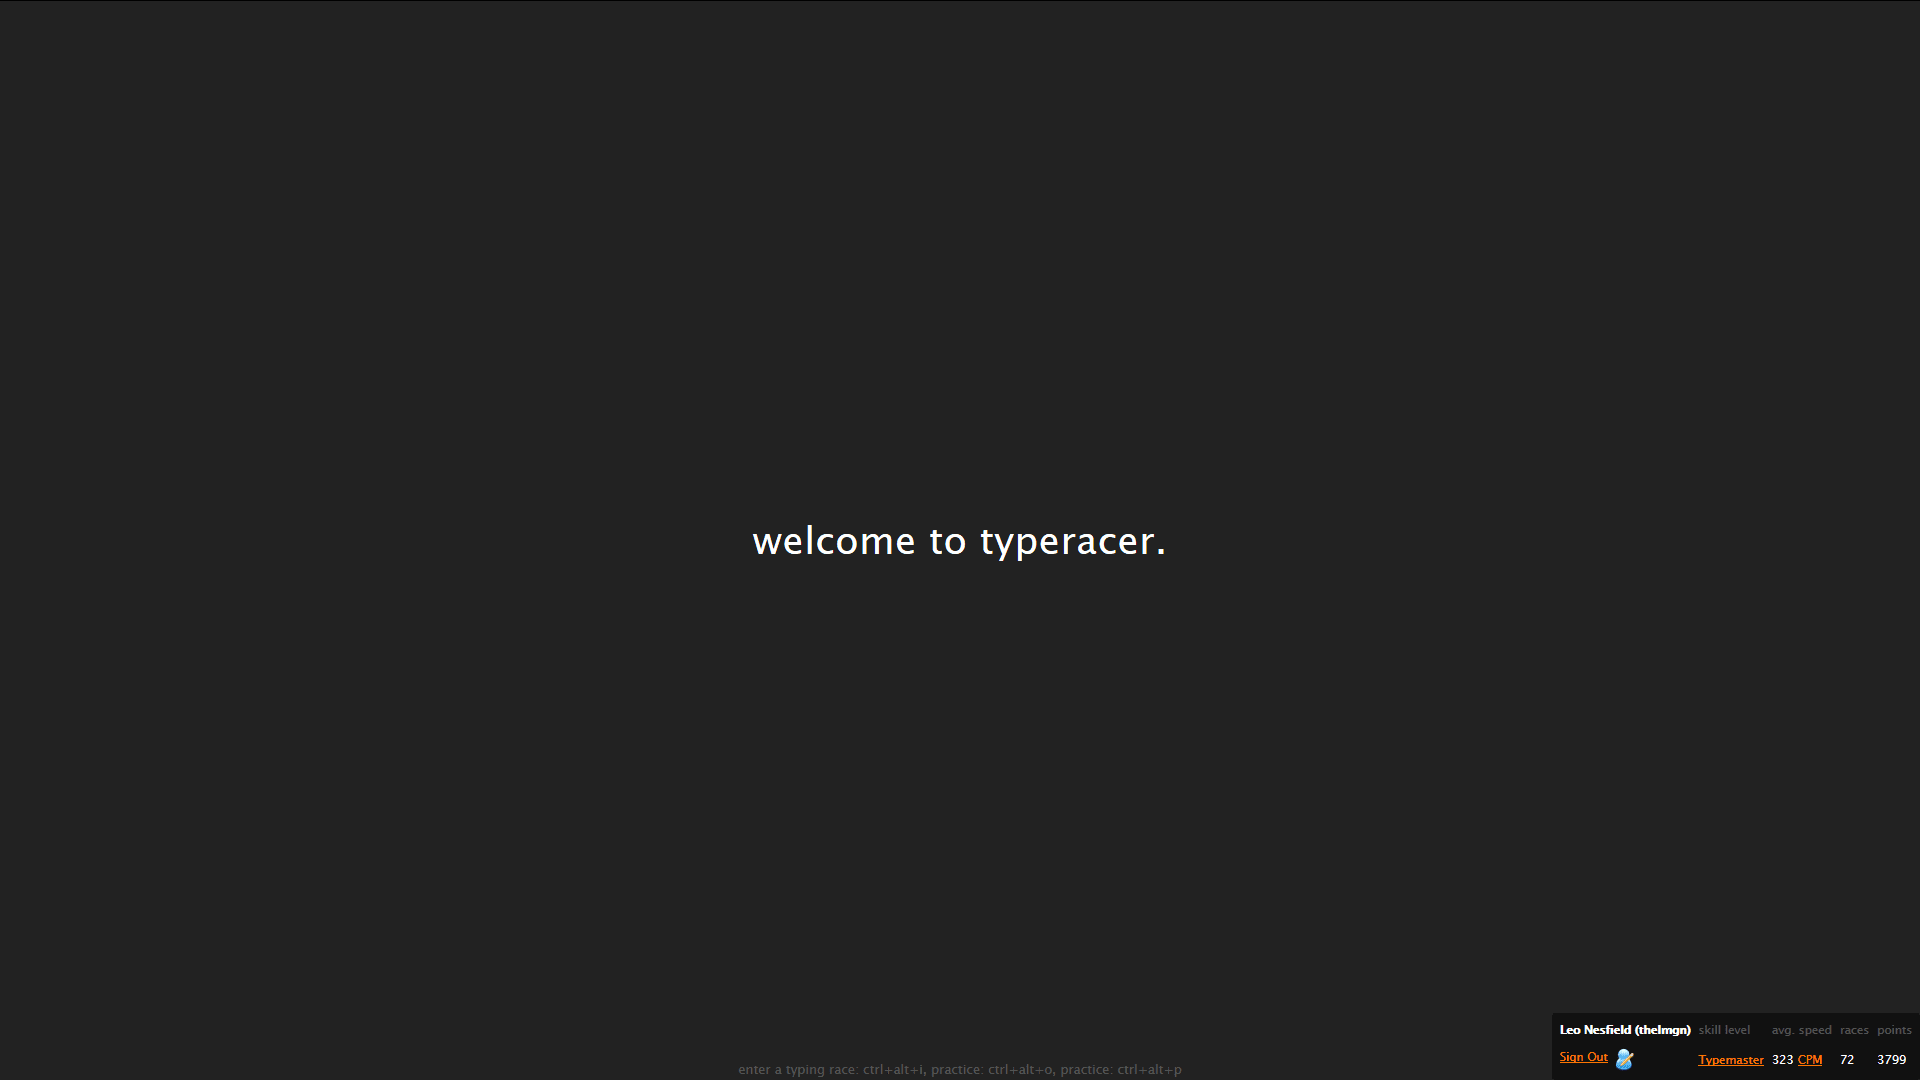 welcome to typeracer.
Leo Nesfield (thelmgn) skill level avg. speed races points
Sign Out Typemaster 323 CPM 72 3799
enter a typing race: ctrl+alt+i, practice: ctrl+alt+o, practice: ctrl+alt+p